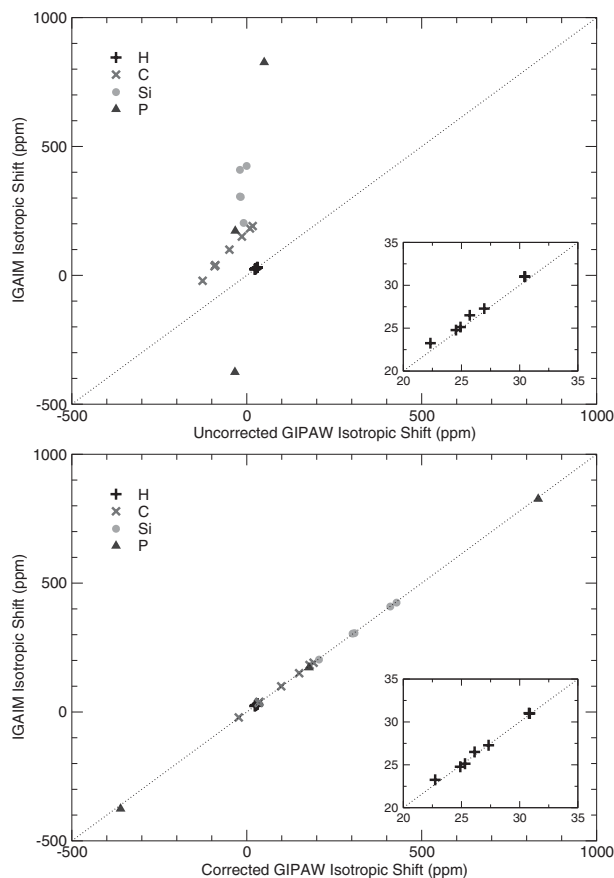 1000
500
0
-500
IGAIM Isotropic Shift (ppm)
H
C
Si
P
35
30
25
20
20 25 30 35
-500 0 500 1000
Uncorrected GIPAW Isotropic Shift (ppm)
1000
500
0
-500
IGAIM Isotropic Shift (ppm)
H
C
Si
P
35
30
25
20
20 25 30 35
-500 0 500 1000
Corrected GIPAW Isotropic Shift (ppm)